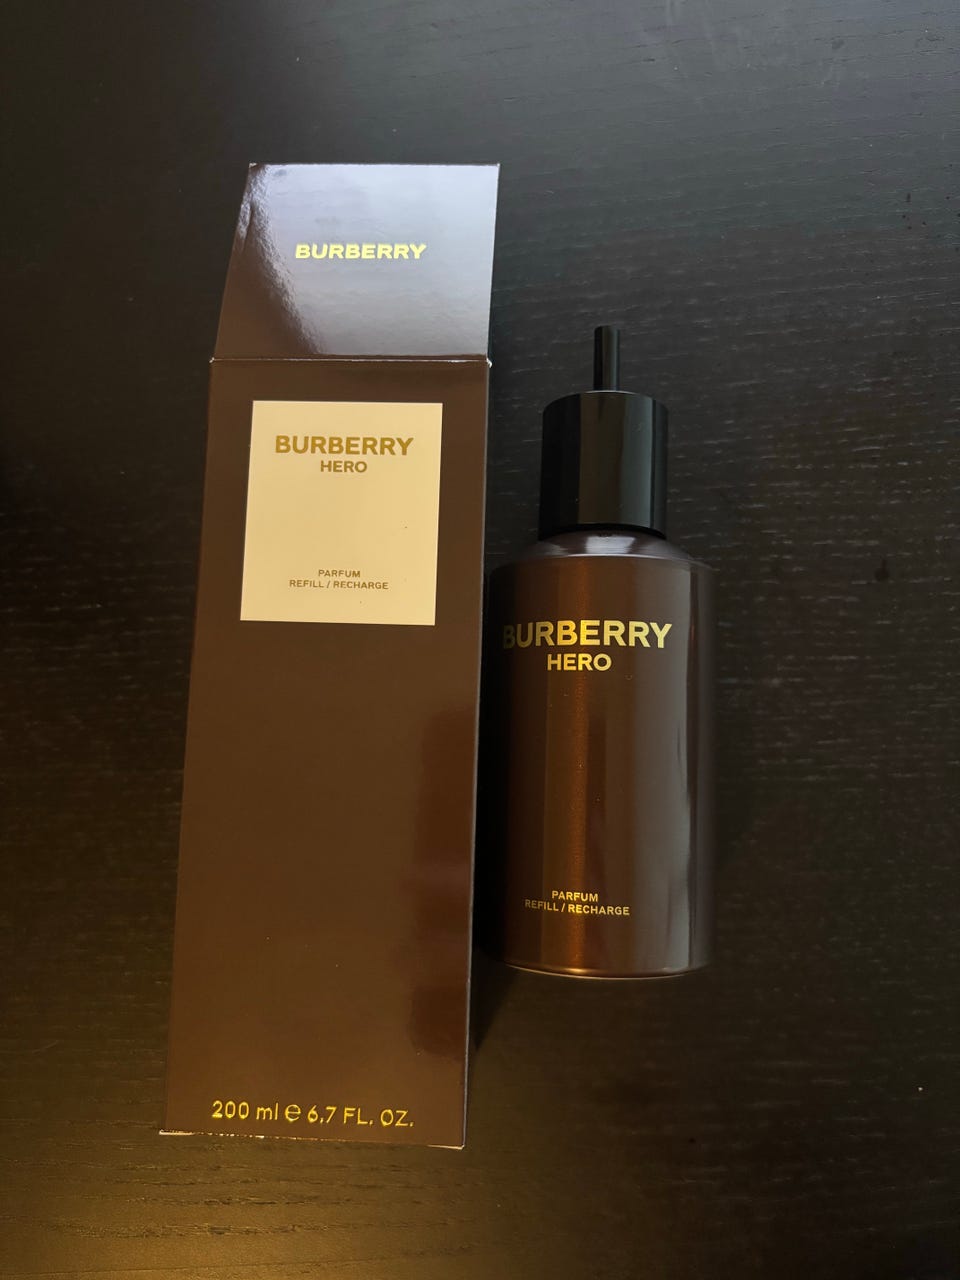 BURBERRY
BURBERRY
HERO
PARFUM
REFILL / RECHARGE
200 ml e 6.7 FL. OZ.
BURBERRY
HERO
PARFUM
REFILL / RECHARGE